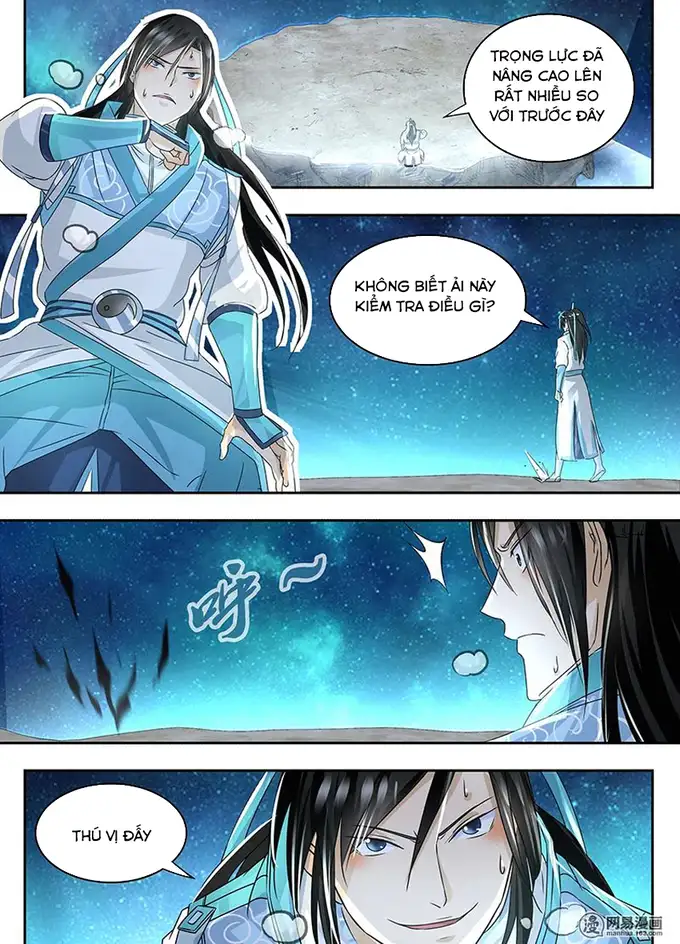 TRỌNG LỰC ĐÃ
NÂNG CAO LÊN
RẤT NHIỀU SO
VỚI TRƯỚC ĐÂY
KHÔNG BIẾT ẢI NÀY
KIỂM TRA ĐIỀU GÌ?
呼~
THÚ VỊ ĐẤY
网易漫画
manhua.163.com